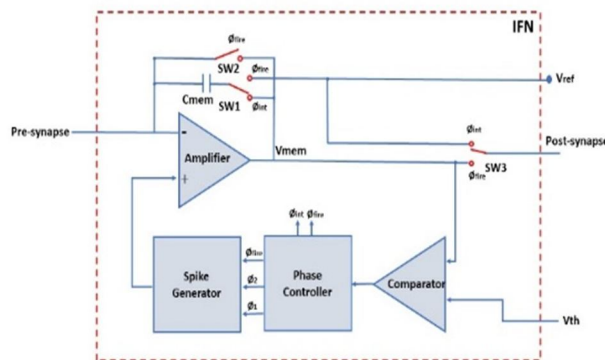 IFN
Øfire
SW2
Øfire
Cmem
SW1
Øint
Vref
Pre-synapse
-
Amplifier
Vmem
+
Øint
Post-synapse
SW3
Øfire
Øint Øfire
Spike
Generator
Øfire
Ø2
Ø1
Phase
Controller
Comparator
Vth